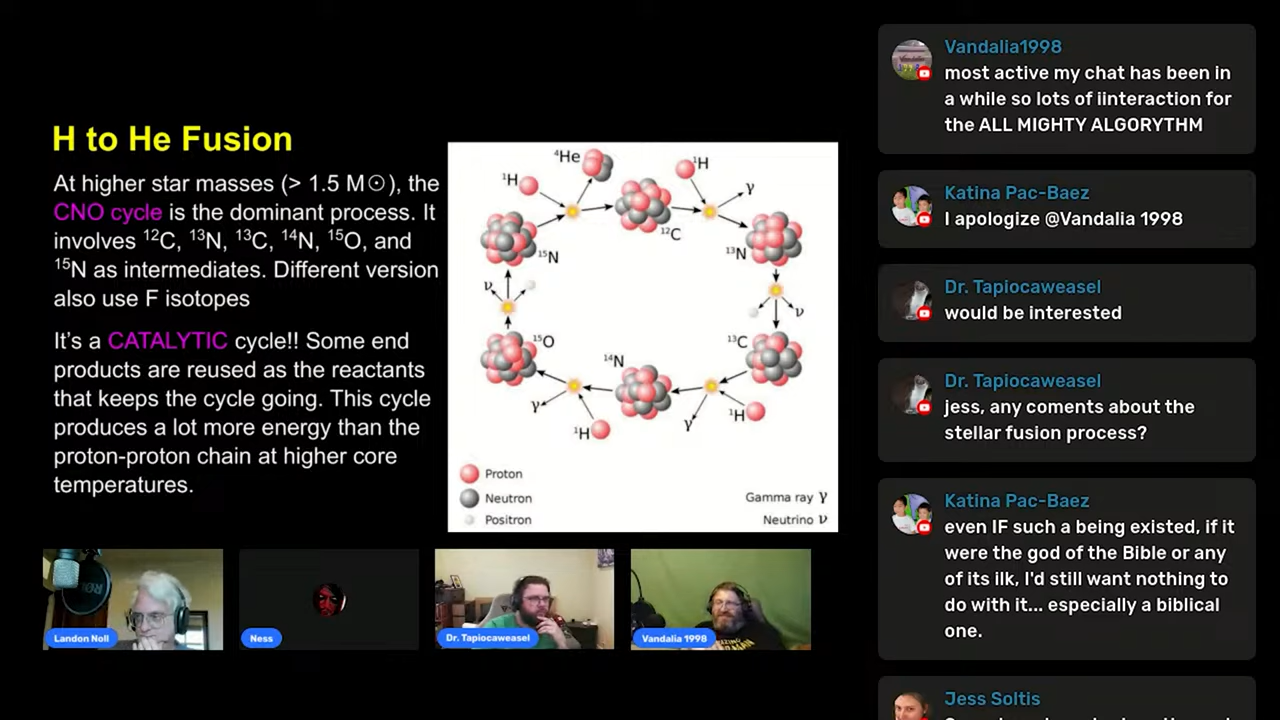 H to He Fusion
At higher star masses (> 1.5 M☉), the
CNO cycle is the dominant process. It
involves ¹²C, ¹³N, ¹³C, ¹⁴N, ¹⁵O, and
¹⁵N as intermediates. Different version
also use F isotopes
It's a CATALYTIC cycle!! Some end
products are reused as the reactants
that keeps the cycle going. This cycle
produces a lot more energy than the
proton-proton chain at higher core
temperatures.
⁴He
¹H
¹H
γ
¹²C
¹⁵N
¹³N
ν
ν
¹⁵O
¹⁴N
¹³C
γ
¹H
γ
¹H
Proton
Neutron
Positron
Gamma ray γ
Neutrino ν
Landon Noll
Ness
Dr. Tapiocaweasel
Vandalia 1998
Vandalia1998
most active my chat has been in
a while so lots of iinteraction for
the ALL MIGHTY ALGORYTHM
Katina Pac-Baez
I apologize @Vandalia 1998
Dr. Tapiocaweasel
would be interested
Dr. Tapiocaweasel
jess, any coments about the
stellar fusion process?
Katina Pac-Baez
even IF such a being existed, if it
were the god of the Bible or any
of its ilk, I'd still want nothing to
do with it... especially a biblical
one.
Jess Soltis